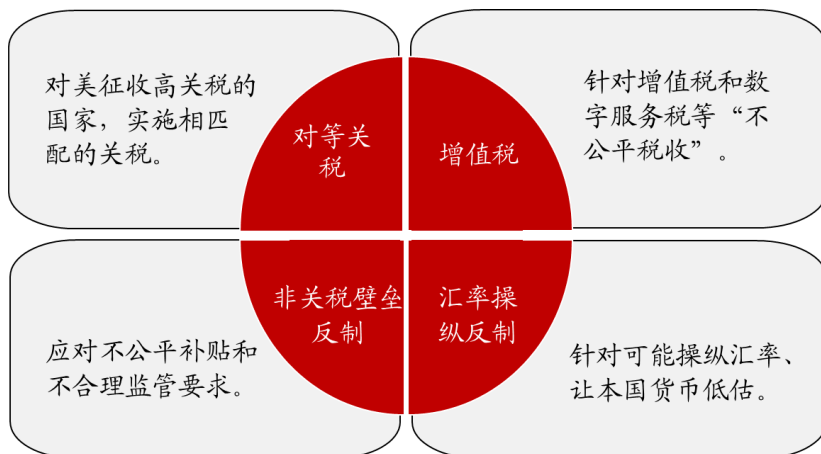 对美征收高关税的
国家，实施相匹
配的关税。
对等关
税
增值税
针对增值税和数
字服务税等“不
公平税收”。
应对不公平补贴和
不合理监管要求。
非关税壁垒
反制
汇率操
纵反制
针对可能操纵汇率、
让本国货币低估。